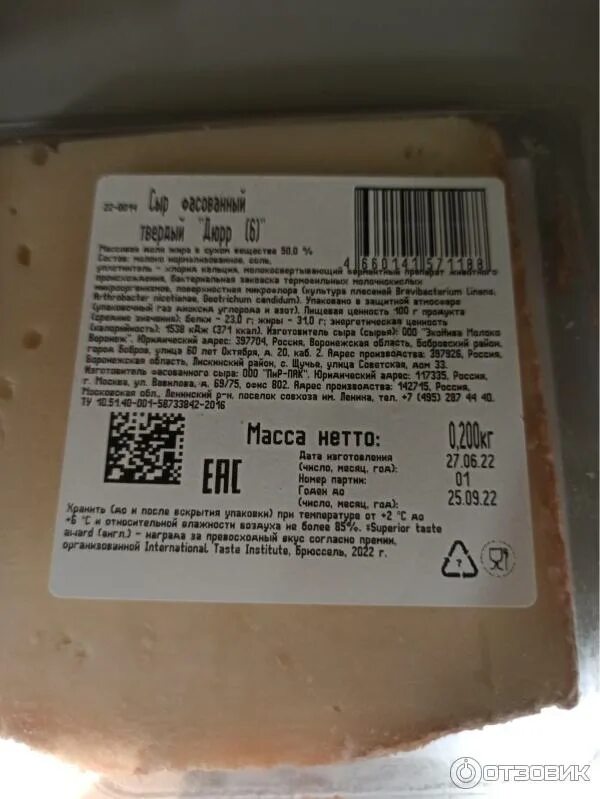 22-0094 Сыр фасованный
твердый "Дюрр (6)"
4 660141 571188
Массовая доля жира в сухом веществе 50.0 %
Состав: молоко нормализованное, соль,
уплотнитель - хлорид кальция, молокосвертывающий ферментный препарат животного
происхождения, бактериальная закваска термофильных молочнокислых
микроорганизмов, поверхностная микрофлора (культура плесеней Brevibacterium Linens,
Arthrobacter nicotianae, Geotrichum candidum). Упаковано в защитной атмосфере
(упаковочный газ диоксид углерода и азот). Пищевая ценность 100 г продукта
(средние значения): белки - 23.0 г; жиры - 31.0 г; энергетическая ценность
(калорийность): 1538 кДж (371 ккал). Изготовитель сыра (сырья): ООО "ЭкоНива Молоко
Воронеж". Юридический адрес: 397704, Россия, Воронежская область, Бобровский район,
город Бобров, улица 60 лет Октября, д. 20, каб. 2. Адрес производства: 397926, Россия,
Воронежская область, Лискинский район, с. Щучье, улица Советская, дом 33.
Изготовитель фасованного сыра: ООО "ПиР-ПАК". Юридический адрес: 117335, Россия,
г. Москва, ул. Вавилова, д. 69/75, офис 802. Адрес производства: 142715, Россия,
Московская обл., Ленинский р-н, поселок совхоза им. Ленина, тел. +7 (495) 287 44 40.
ТУ 10.51.40-001-58733842-2016
Масса нетто: 0,200кг
Дата изготовления 27.06.22
(число, месяц, год):
Номер партии: 01
Годен до 25.09.22
(число, месяц, год):
EAC
Хранить (до и после вскрытия упаковки) при температуре от +2 °C до
+6 °C и относительной влажности воздуха не более 85%. *Superior taste
award (англ.) - награда за превосходный вкус согласно премии,
организованной International Taste Institute, Брюссель, 2022 г.
?
ОТЗОВИК